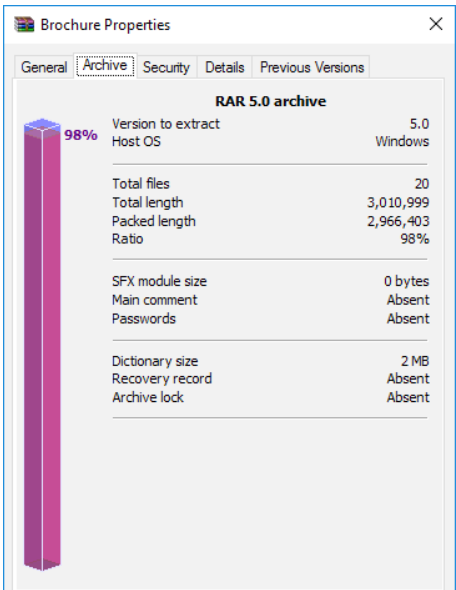 Brochure Properties
General Archive Security Details Previous Versions
RAR 5.0 archive
98%
Version to extract 5.0
Host OS Windows
Total files 20
Total length 3,010,999
Packed length 2,966,403
Ratio 98%
SFX module size 0 bytes
Main comment Absent
Passwords Absent
Dictionary size 2 MB
Recovery record Absent
Archive lock Absent